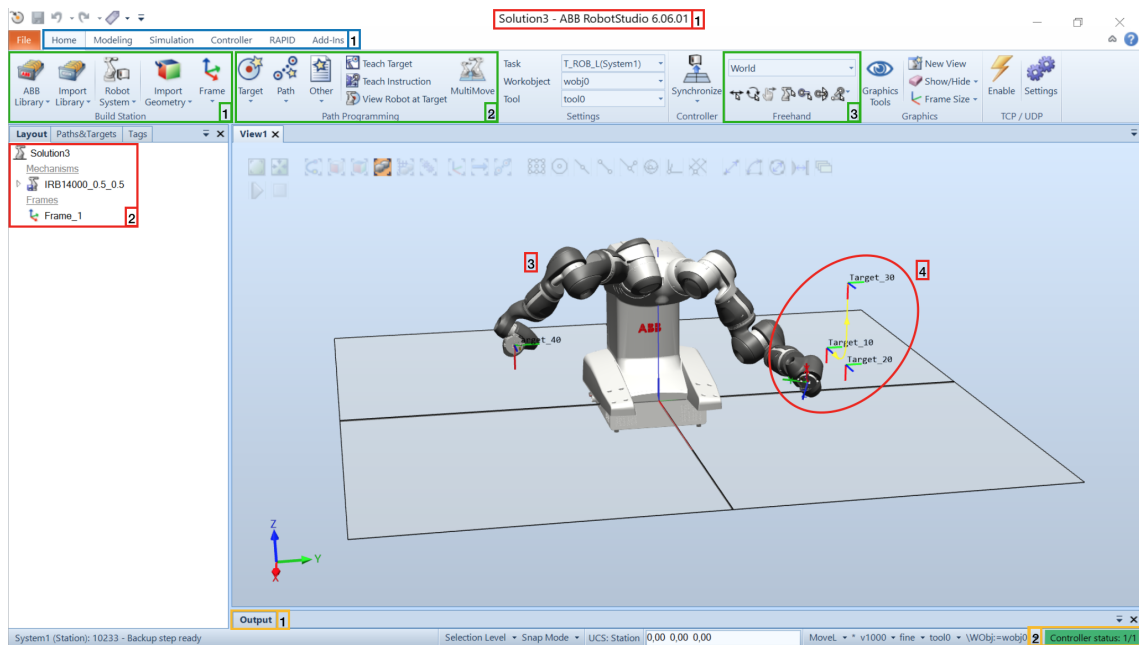 Solution3 - ABB RobotStudio 6.06.01 1
File Home Modeling Simulation Controller RAPID Add-Ins 1
ABB Library
Import Library
Robot System
Import Geometry
Frame
Build Station 1
Target
Path
Other
Teach Target
Teach Instruction
View Robot at Target
MultiMove
Path Programming 2
Task T_ROB_L(System1)
Workobject wobj0
Tool tool0
Settings
Synchronize
Controller
World
Freehand 3
Graphics Tools
New View
Show/Hide
Frame Size
Graphics
Enable
Settings
TCP / UDP
Layout Paths&Targets Tags
View1
Solution3
Mechanisms
IRB14000_0.5_0.5
Frames
Frame_1
2
3
4
Target_30
ABB
arget_40
Target_10
Target_20
Z
Y
X
Output 1
System1 (Station): 10233 - Backup step ready
Selection Level Snap Mode UCS: Station 0,00 0,00 0,00 MoveL * v1000 fine tool0 \WObj:=wobj0 2 Controller status: 1/1